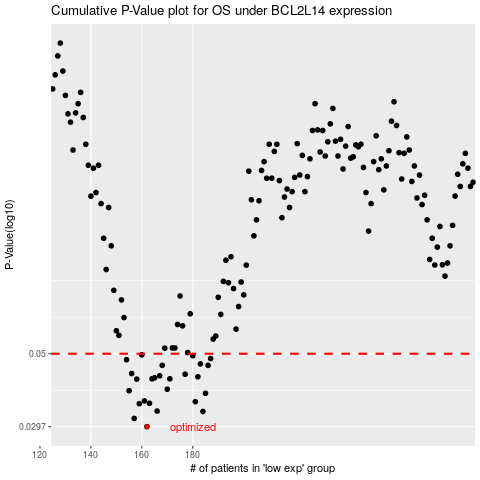 Cumulative P-Value plot for OS under BCL2L14 expression
P-Value(log10)
0.05
0.0297
optimized
120 140 160 180
# of patients in 'low exp' group